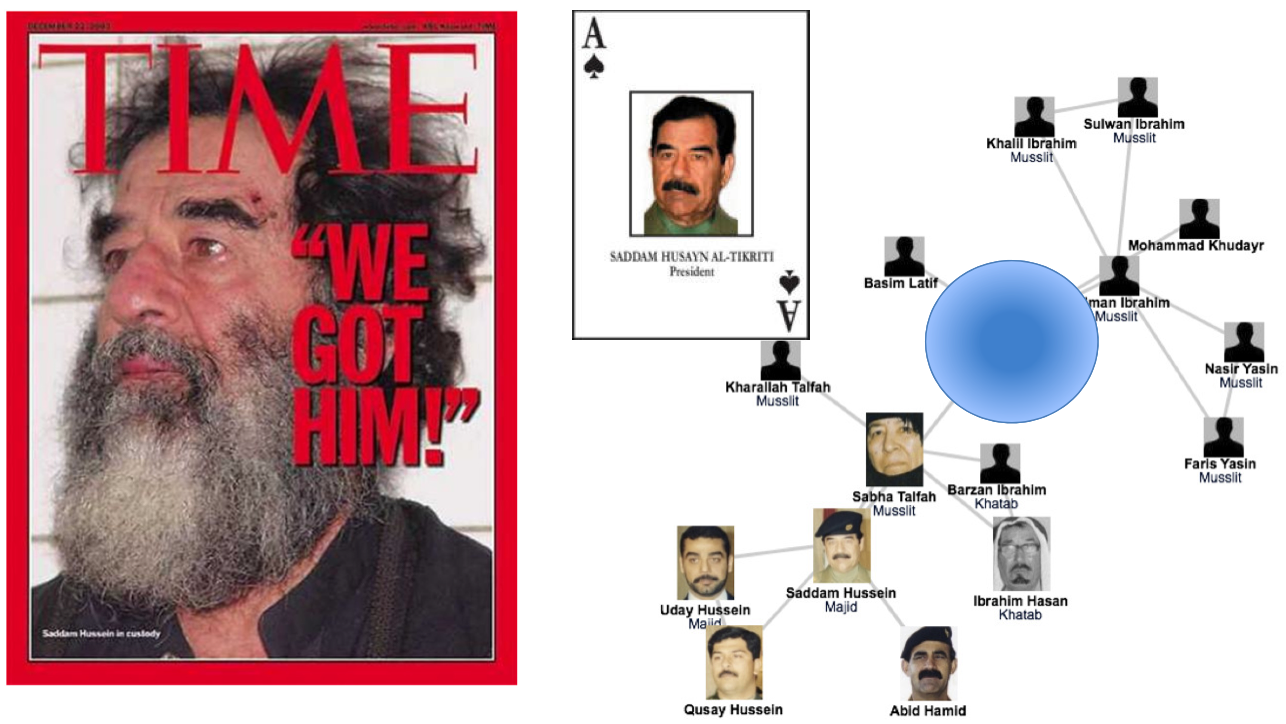 DECEMBER 22, 2003
TIME
“WE
GOT
HIM!”
Saddam Hussein in custody
A
SADDAM HUSAYN AL-TIKRITI
President
A
Khalil Ibrahim
Musslit
Sulwan Ibrahim
Musslit
Mohammad Khudayr
Basim Latif
man Ibrahim
Musslit
Nasir Yasin
Musslit
Kharallah Talfah
Musslit
Faris Yasin
Musslit
Sabha Talfah
Musslit
Barzan Ibrahim
Khatab
Saddam Hussein
Majid
Ibrahim Hasan
Khatab
Uday Hussein
Majid
Qusay Hussein
Abid Hamid